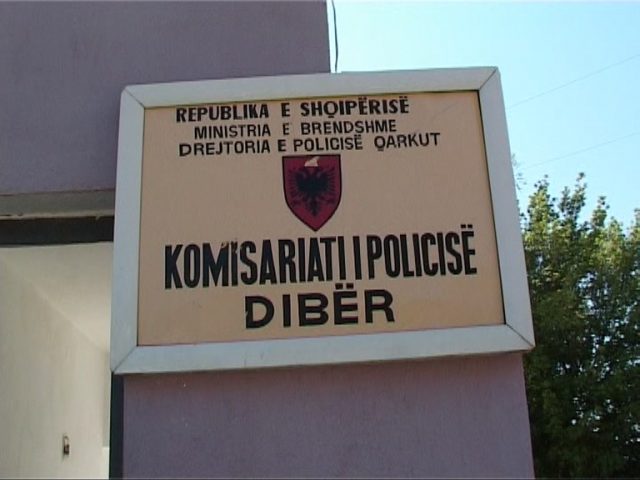 REPUBLIKA E SHQIPËRISË
MINISTRIA E BRENDSHME
DREJTORIA E POLICISË QARKUT
KOMISARIATI I POLICISË
DIBËR